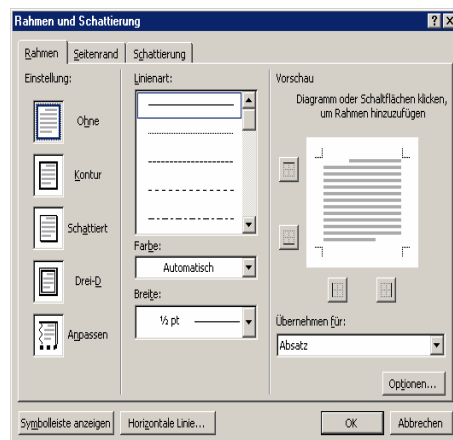 Rahmen und Schattierung
Rahmen
Seitenrand
Schattierung
Einstellung:
Ohne
Kontur
Schattiert
Drei-D
Anpassen
Linienart:
Farbe:
Automatisch
Breite:
½ pt
Vorschau
Diagramm oder Schaltflächen klicken,
um Rahmen hinzuzufügen
Übernehmen für:
Absatz
Optionen...
Symbolleiste anzeigen
Horizontale Linie...
OK
Abbrechen